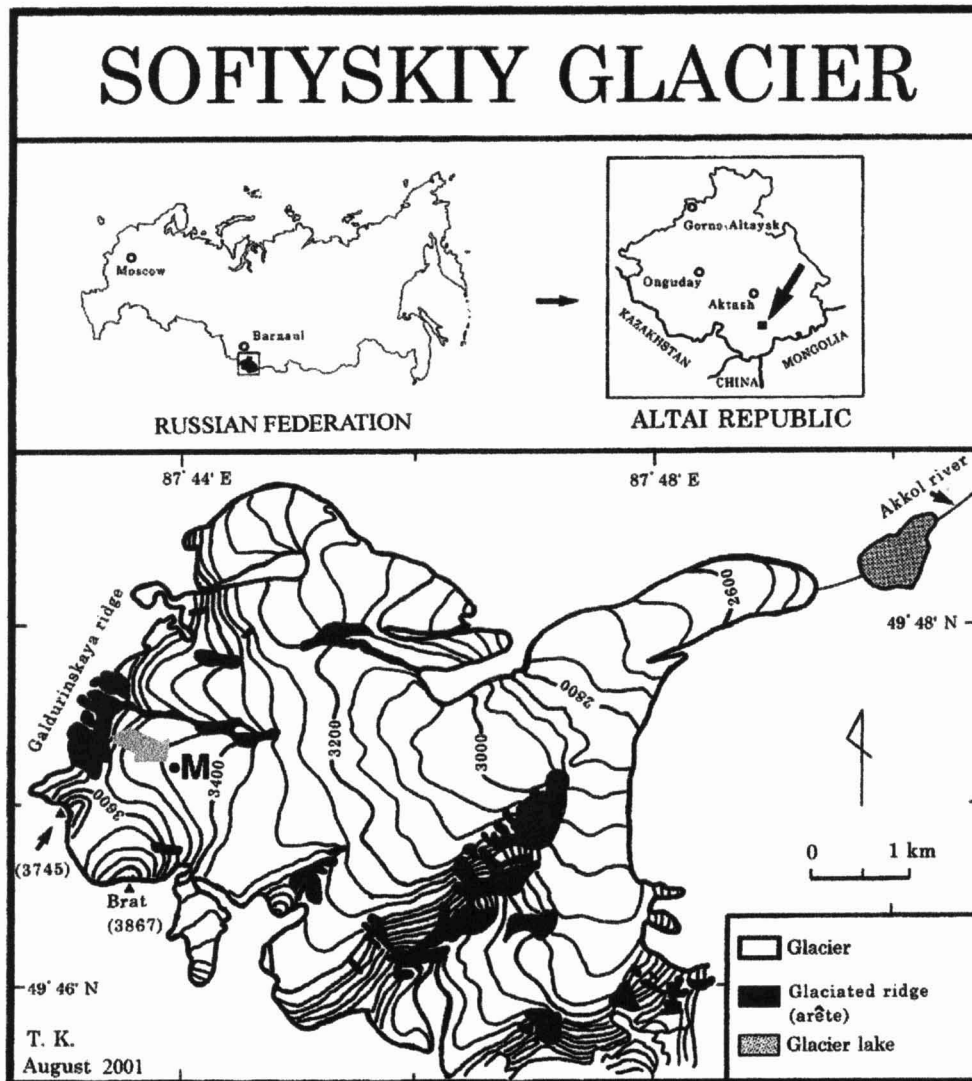 SOFIYSKIY GLACIER
Moscow
Barnaul
RUSSIAN FEDERATION
Gorno-Altaysk
Onguday
Aktash
KAZAKHSTAN
CHINA
MONGOLIA
ALTAI REPUBLIC
87° 44' E
87° 48' E
Akkol river
2600
49° 48' N
Galdurinskaya ridge
2800
3000
3200
M
3400
3600
(3745)
Brat
(3867)
0 1 km
49° 46' N
Glacier
Glaciated ridge
(arête)
Glacier lake
T. K.
August 2001